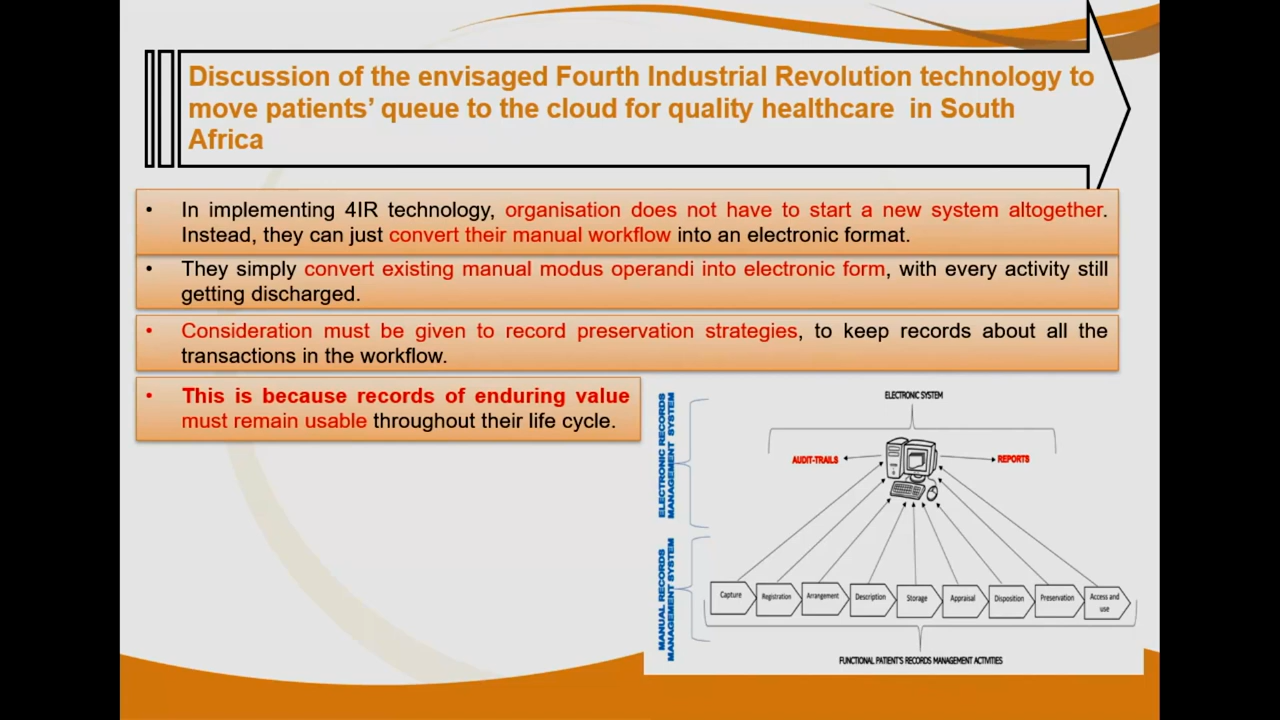 Discussion of the envisaged Fourth Industrial Revolution technology to
move patients’ queue to the cloud for quality healthcare in South
Africa
• In implementing 4IR technology, organisation does not have to start a new system altogether.
Instead, they can just convert their manual workflow into an electronic format.
• They simply convert existing manual modus operandi into electronic form, with every activity still
getting discharged.
• Consideration must be given to record preservation strategies, to keep records about all the
transactions in the workflow.
• This is because records of enduring value
must remain usable throughout their life cycle.
ELECTRONIC RECORDS
MANAGEMENT SYSTEM
MANUAL RECORDS
MANAGEMENT SYSTEM
ELECTRONIC SYSTEM
AUDIT-TRAILS
REPORTS
Capture
Registration
Arrangement
Description
Storage
Appraisal
Disposition
Preservation
Access and
use
FUNCTIONAL PATIENT'S RECORDS MANAGEMENT ACTIVITIES